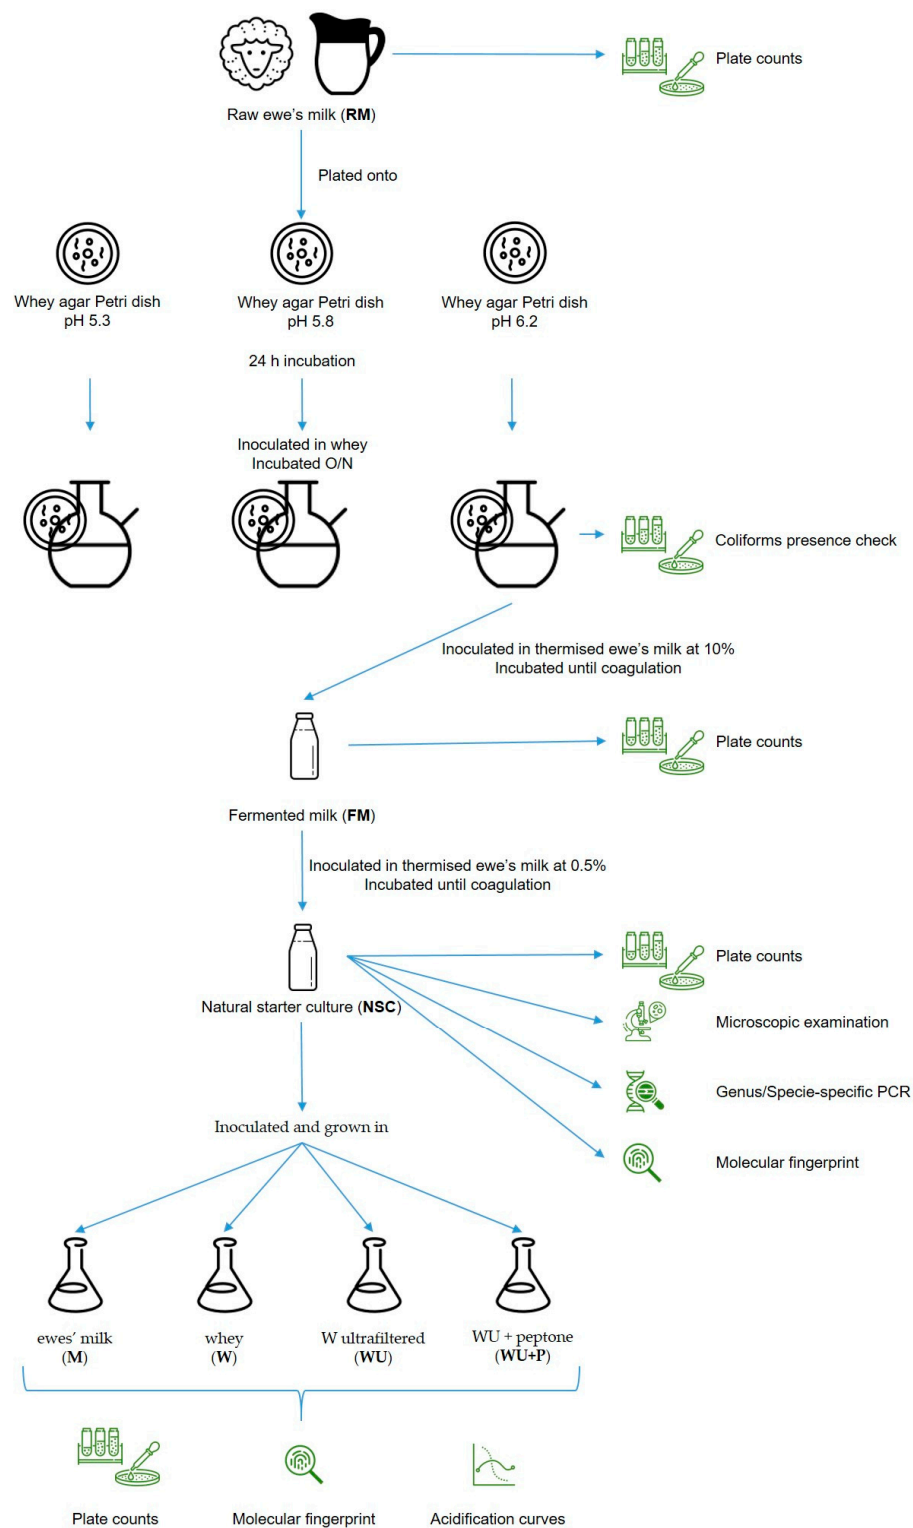 Plate counts
Raw ewe's milk (RM)
Plated onto
Whey agar Petri dish
pH 5.3
Whey agar Petri dish
pH 5.8
Whey agar Petri dish
pH 6.2
24 h incubation
Inoculated in whey
Incubated O/N
Coliforms presence check
Inoculated in thermised ewe's milk at 10%
Incubated until coagulation
Plate counts
Fermented milk (FM)
Inoculated in thermised ewe's milk at 0.5%
Incubated until coagulation
Plate counts
Natural starter culture (NSC)
Microscopic examination
Genus/Specie-specific PCR
Inoculated and grown in
Molecular fingerprint
ewes' milk
(M)
whey
(W)
W ultrafiltered
(WU)
WU + peptone
(WU+P)
Plate counts
Molecular fingerprint
Acidification curves